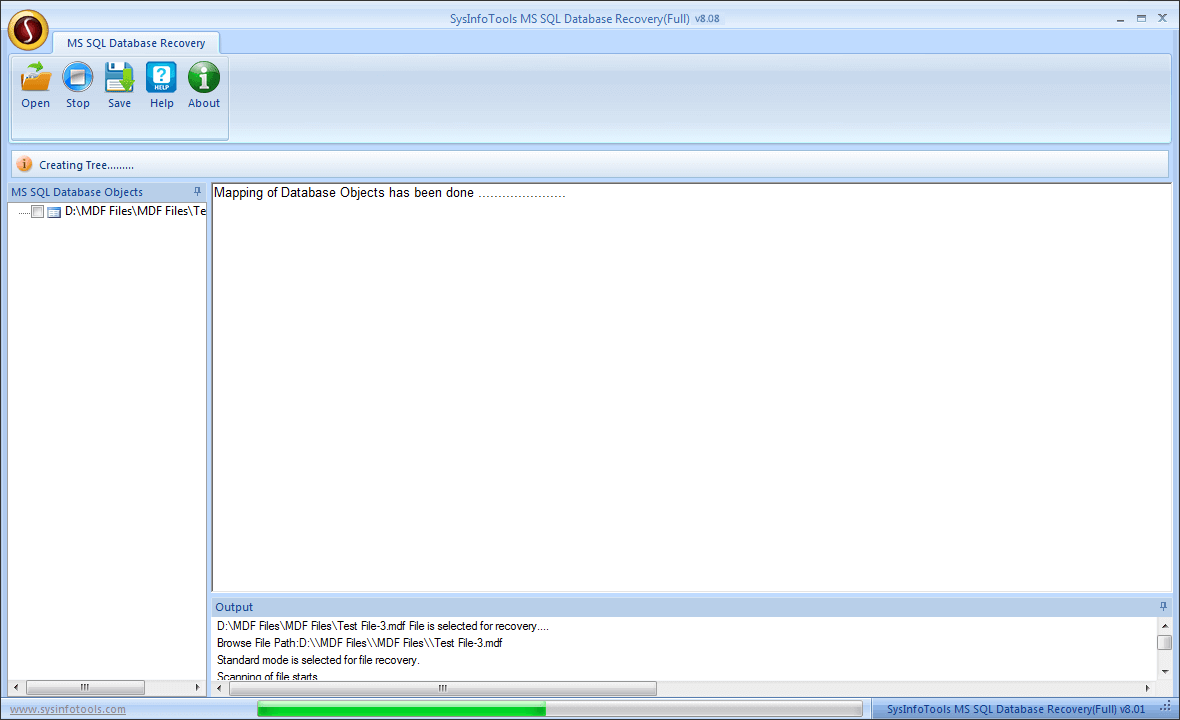 SysInfoTools MS SQL Database Recovery(Full) v8.08
MS SQL Database Recovery
Open Stop Save Help About
? HELP
Creating Tree.........
MS SQL Database Objects
D:\MDF Files\MDF Files\Te
Mapping of Database Objects has been done ......................
Output
D:\MDF Files\MDF Files\Test File-3.mdf File is selected for recovery....
Browse File Path:D:\\MDF Files\\MDF Files\\Test File-3.mdf
Standard mode is selected for file recovery.
Scanning of file starts
www.sysinfotools.com
SysInfoTools MS SQL Database Recovery(Full) v8.01